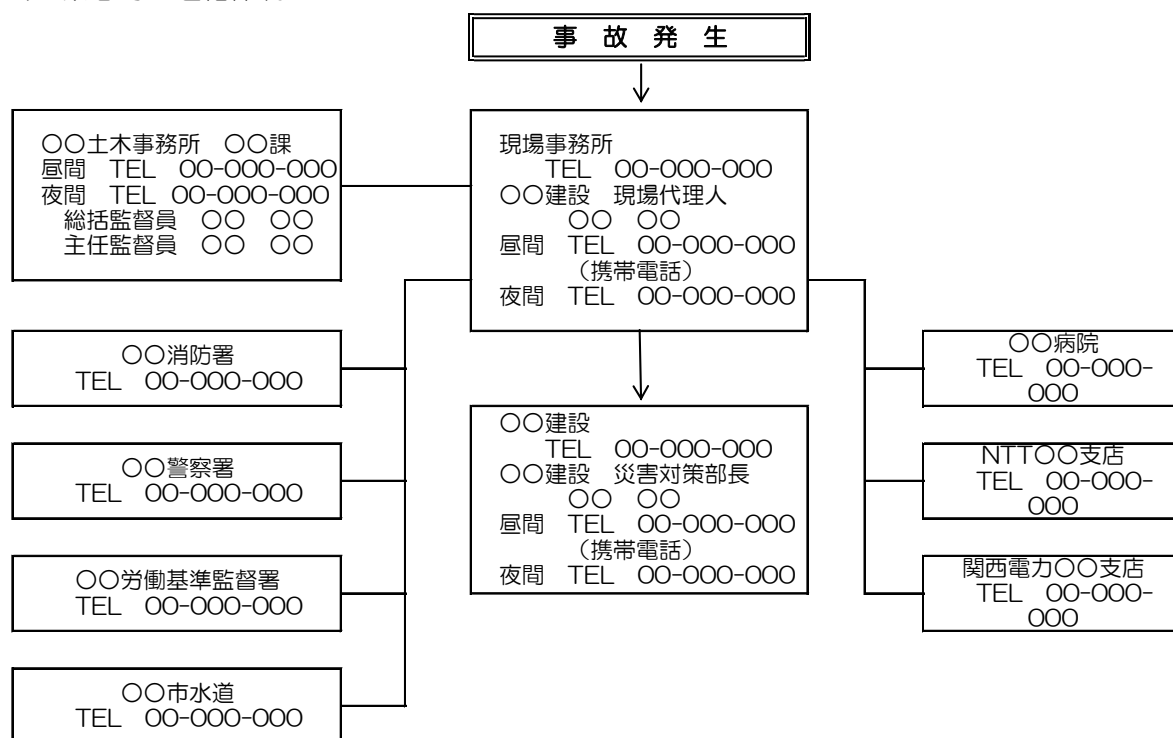 事 故 発 生
〇〇土木事務所 〇〇課
昼間 TEL 00-000-000
夜間 TEL 00-000-000
総括監督員 〇〇 〇〇
主任監督員 〇〇 〇〇
現場事務所
TEL 00-000-000
〇〇建設 現場代理人
〇〇 〇〇
昼間 TEL 00-000-000
（携帯電話）
夜間 TEL 00-000-000
〇〇消防署
TEL 00-000-000
〇〇警察署
TEL 00-000-000
〇〇労働基準監督署
TEL 00-000-000
〇〇市水道
TEL 00-000-000
〇〇建設
TEL 00-000-000
〇〇建設 災害対策部長
〇〇 〇〇
昼間 TEL 00-000-000
（携帯電話）
夜間 TEL 00-000-000
〇〇病院
TEL 00-000-
000
NTT〇〇支店
TEL 00-000-
000
関西電力〇〇支店
TEL 00-000-
000